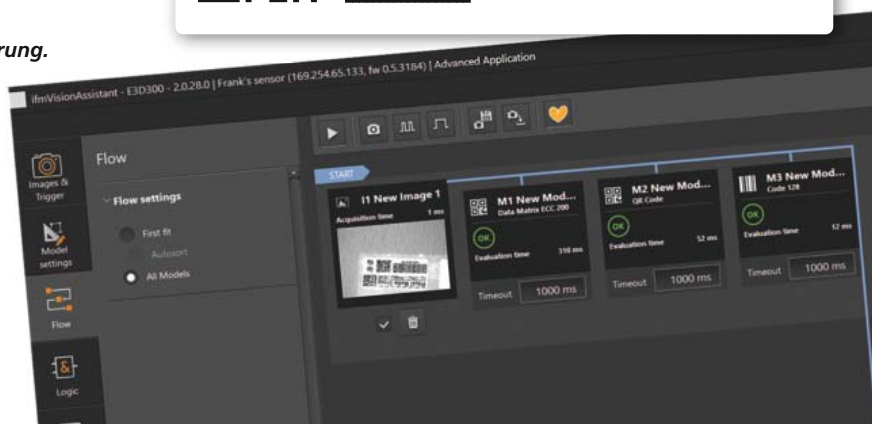 rung.
ifmVisionAssistant - E3D300 - 2.0.28.0 | Frank's sensor (169.254.65.133, fw 0.5.3184) | Advanced Application
Images &
Trigger
Model
settings
Flow
Logic
Flow
Flow settings
First fit
Autosort
All Models
START
I1 New Image 1
Acquisition time 1 ms
M1 New Mod...
Data Matrix ECC 200
OK
Evaluation time 310 ms
Timeout 1000 ms
M2 New Mod...
QR Code
OK
Evaluation time 52 ms
Timeout 1000 ms
M3 New Mod...
Code 128
OK
Evaluation time 12 ms
Timeout 1000 ms